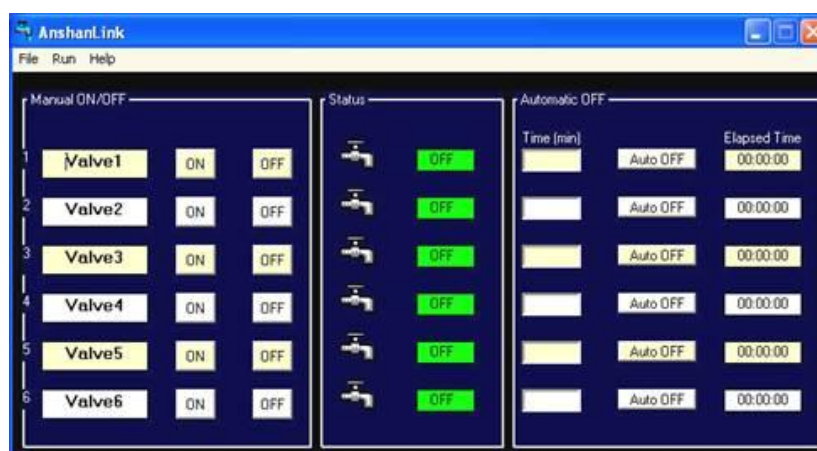 AnshanLink
File Run Help
Manual ON/OFF Status Automatic OFF
Time (min) Elapsed Time
1 Valve1 ON OFF OFF Auto OFF 00:00:00
2 Valve2 ON OFF OFF Auto OFF 00:00:00
3 Valve3 ON OFF OFF Auto OFF 00:00:00
4 Valve4 ON OFF OFF Auto OFF 00:00:00
5 Valve5 ON OFF OFF Auto OFF 00:00:00
6 Valve6 ON OFF OFF Auto OFF 00:00:00